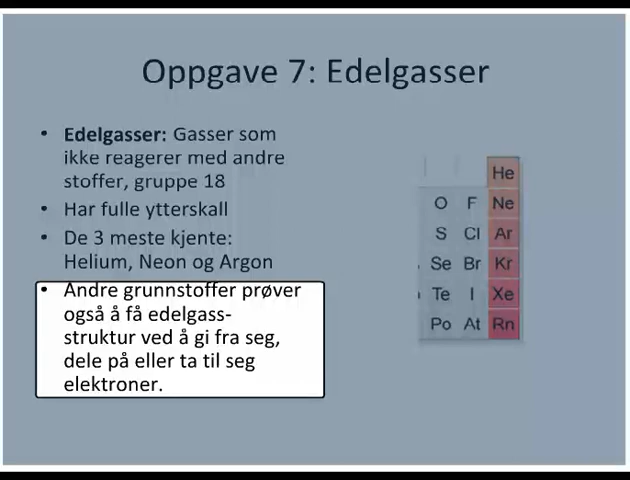 Oppgave 7: Edelgasser
• Edelgasser: Gasser som
ikke reagerer med andre
stoffer, gruppe 18
• Har fulle ytterskall
• De 3 meste kjente:
Helium, Neon og Argon
• Andre grunnstoffer prøver
også å få edelgass-
struktur ved å gi fra seg,
dele på eller ta til seg
elektroner.
He
O F Ne
S Cl Ar
Se Br Kr
Te I Xe
Po At Rn